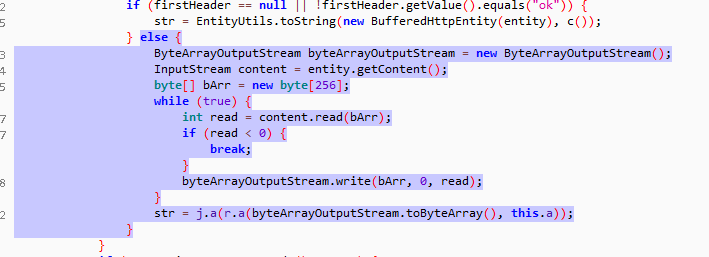 2 if (firstHeader == null || !firstHeader.getValue().equals("ok")) {
5 str = EntityUtils.toString(new BufferedHttpEntity(entity), c());
} else {
3 ByteArrayOutputStream byteArrayOutputStream = new ByteArrayOutputStream();
4 InputStream content = entity.getContent();
5 byte[] bArr = new byte[256];
while (true) {
7 int read = content.read(bArr);
7 if (read < 0) {
break;
}
8 byteArrayOutputStream.write(bArr, 0, read);
}
2 str = j.a(r.a(byteArrayOutputStream.toByteArray(), this.a));
}
}